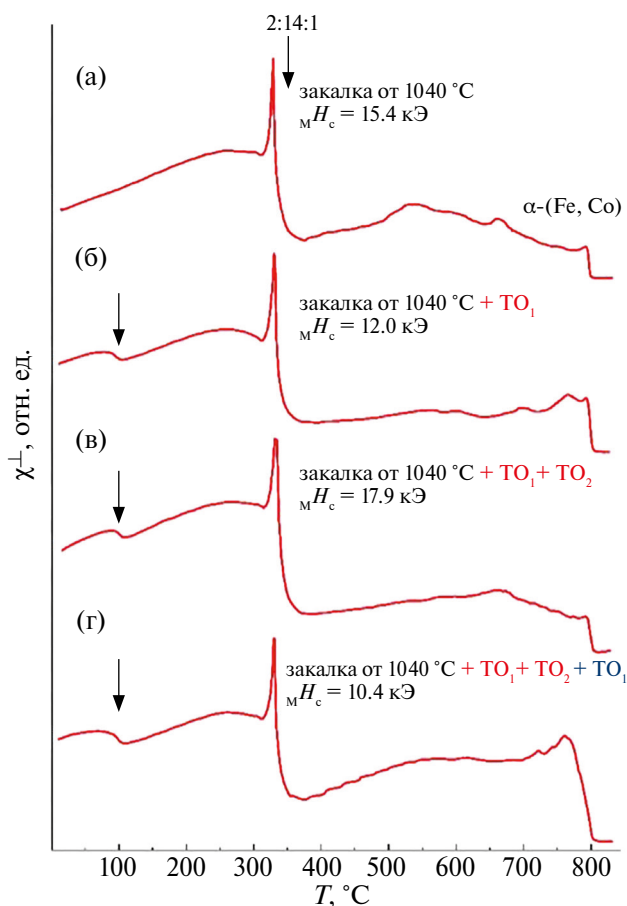 2:14:1
(а)
закалка от 1040 °C
мHc = 15.4 кЭ
α-(Fe, Co)
(б)
закалка от 1040 °C + ТО1
мHc = 12.0 кЭ
χ⊥, отн. ед.
(в)
закалка от 1040 °C + ТО1+ ТО2
мHc = 17.9 кЭ
(г)
закалка от 1040 °C + ТО1+ ТО2 + ТО1
мHc = 10.4 кЭ
100 200 300 400 500 600 700 800
T, °C